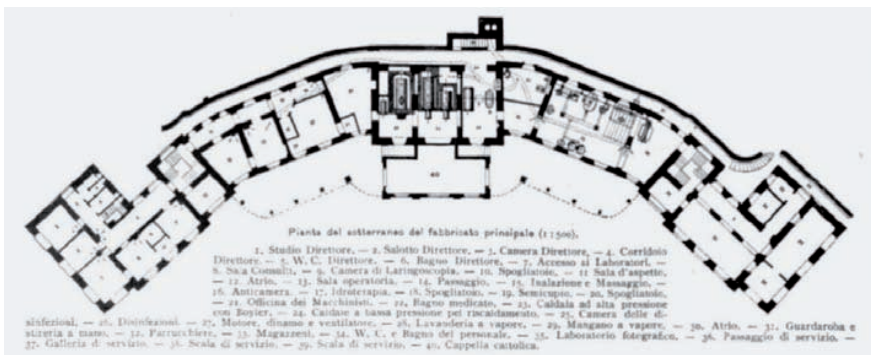 Pianta del sotterraneo del fabbricato principale (1:500).
1, Studio Direttore, — 2. Salotto Direttore, — 3. Camera Direttore, — 4. Corridoio
Direttore. — 5. W. C. Direttore. — 6. Bagno Direttore, — 7. Accesso ai Laboratori, —
8. Sala Consulti, — 9. Camera di Laringoscopia. — 10. Spogliatoio, — 11 Sala d'aspetto,
— 12. Atrio. — 13. Sala operatoria. — 14. Passaggio. — 15. Inalazione e Massaggio, —
16. Anticamera. — 17. Idroterapia. — 18. Spogliatoio, — 19. Semicupio. — 20. Spogliatoio,
— 21. Officina dei Macchinisti. — 22. Bagno medicato. — 23. Caldaia ad alta pressione
con Boyler. — 24. Caldaie a bassa pressione pei riscaldamento. — 25. Camera delle di-
sinfezioni. — 26. Disinfezioni. — 27. Motore, dinamo e ventilatore. — 28. Lavanderia a vapore, — 29. Mangano a vapore. — 30. Atrio. — 31. Guardaroba e
stireria a mano. — 32. Parrucchiere. — 33. Magazzeni. — 34. W. C. e Bagno del personale. — 35. Laboratorio fotografico. — 36. Passaggio di servizio. —
37. Galleria di servizio. — 38. Scala di servizio. — 39. Scala di servizio. — 40. Cappella cattolica.